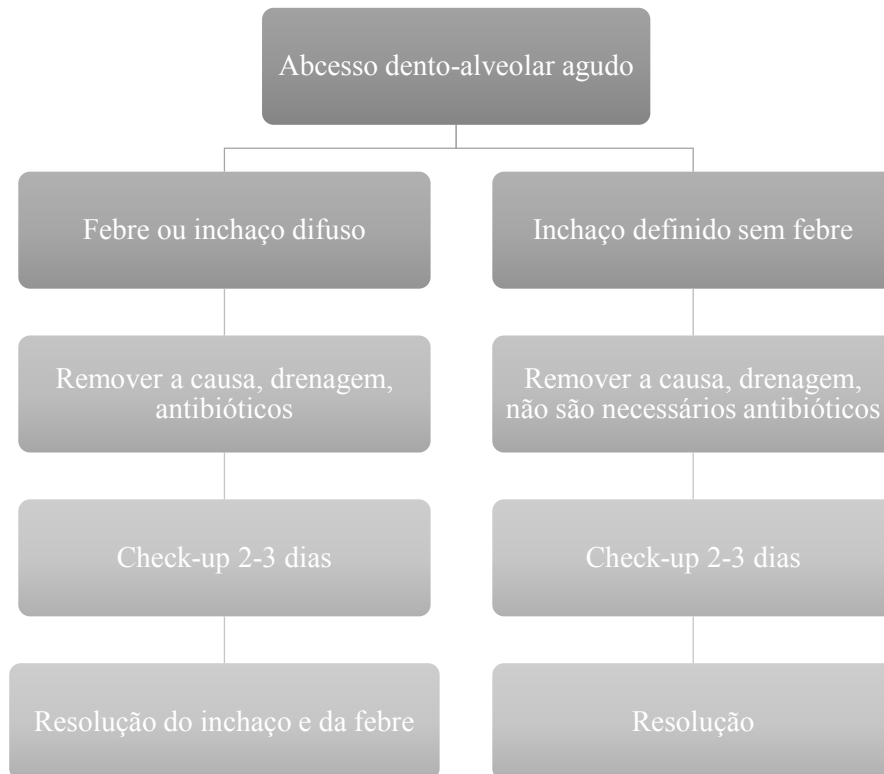 Abcesso dento-alveolar agudo
Febre ou inchaço difuso
Inchaço definido sem febre
Remover a causa, drenagem,
antibióticos
Remover a causa, drenagem,
não são necessários antibióticos
Check-up 2-3 dias
Check-up 2-3 dias
Resolução do inchaço e da febre
Resolução